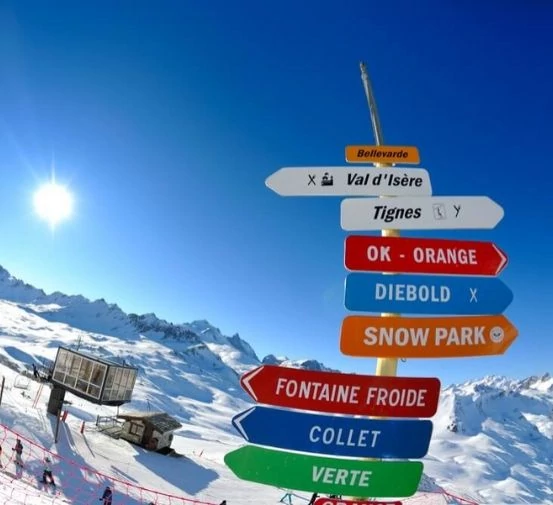 Bellevarde
Val d'Isère
Tignes
OK - ORANGE
DIEBOLD
SNOW PARK
FONTAINE FROIDE
COLLET
VERTE